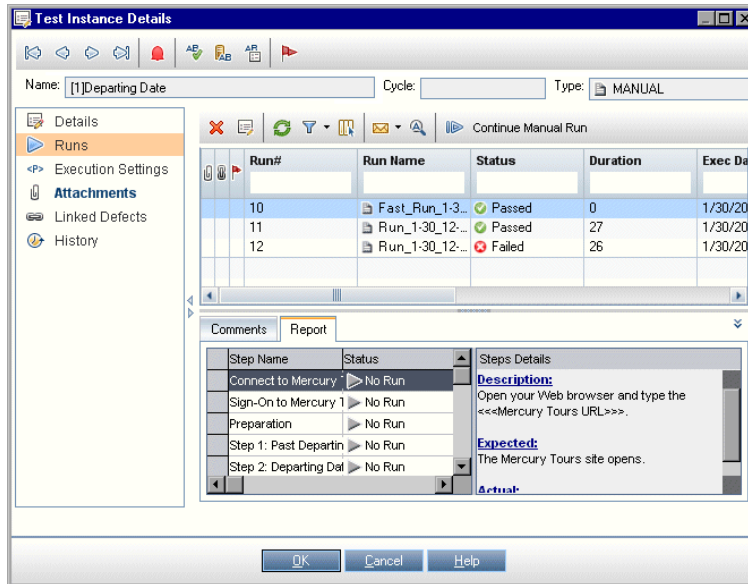 Test Instance Details
Name: [1]Departing Date Cycle: Type: MANUAL
Details
Runs
Execution Settings
Attachments
Linked Defects
History
Continue Manual Run
Run# Run Name Status Duration Exec Da
10 Fast_Run_1-3... Passed 0 1/30/20
11 Run_1-30_12-... Passed 27 1/30/20
12 Run_1-30_12-... Failed 26 1/30/20
Comments Report
Step Name Status
Connect to Mercury No Run
Sign-On to Mercury No Run
Preparation No Run
Step 1: Past Departin No Run
Step 2: Departing Dat No Run
Steps Details
Description:
Open your Web browser and type the
<<<Mercury Tours URL>>>.
Expected:
The Mercury Tours site opens.
Actual:
OK Cancel Help